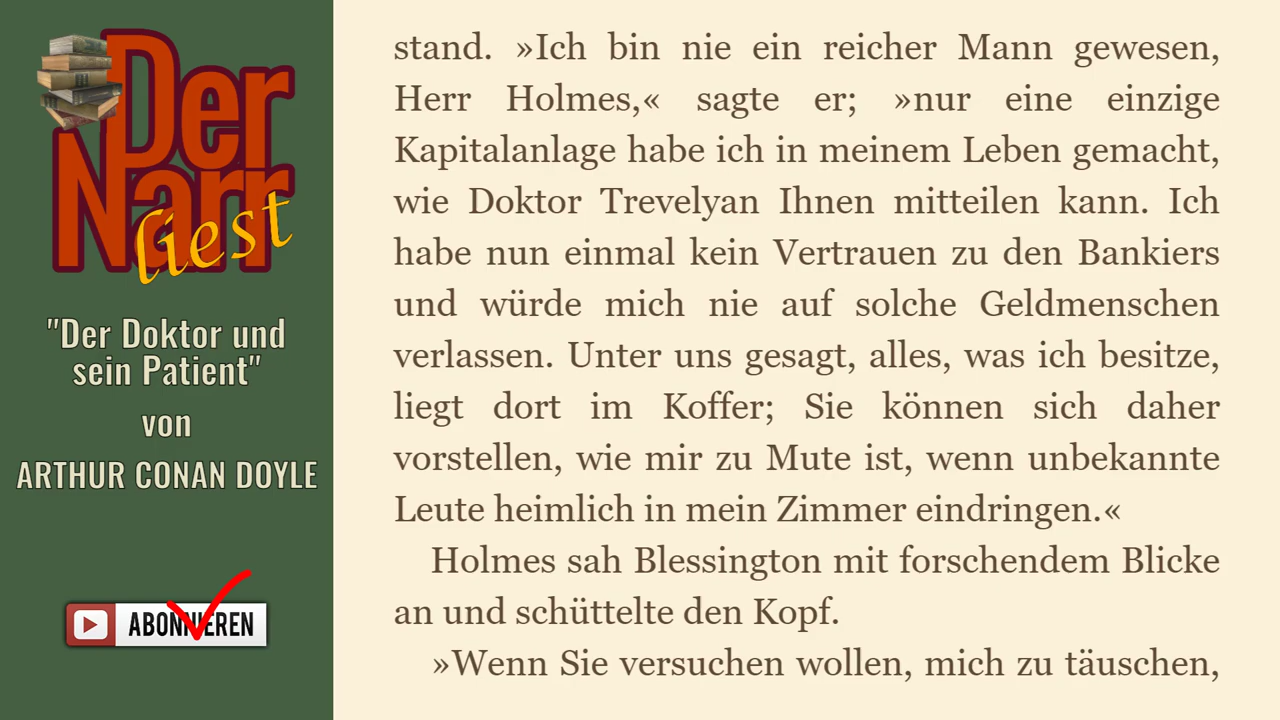 Der
Narr
liest
"Der Doktor und
sein Patient"
von
ARTHUR CONAN DOYLE
ABONNIEREN
stand. »Ich bin nie ein reicher Mann gewesen,
Herr Holmes,« sagte er; »nur eine einzige
Kapitalanlage habe ich in meinem Leben gemacht,
wie Doktor Trevelyan Ihnen mitteilen kann. Ich
habe nun einmal kein Vertrauen zu den Bankiers
und würde mich nie auf solche Geldmenschen
verlassen. Unter uns gesagt, alles, was ich besitze,
liegt dort im Koffer; Sie können sich daher
vorstellen, wie mir zu Mute ist, wenn unbekannte
Leute heimlich in mein Zimmer eindringen.«
Holmes sah Blessington mit forschendem Blicke
an und schüttelte den Kopf.
»Wenn Sie versuchen wollen, mich zu täuschen,